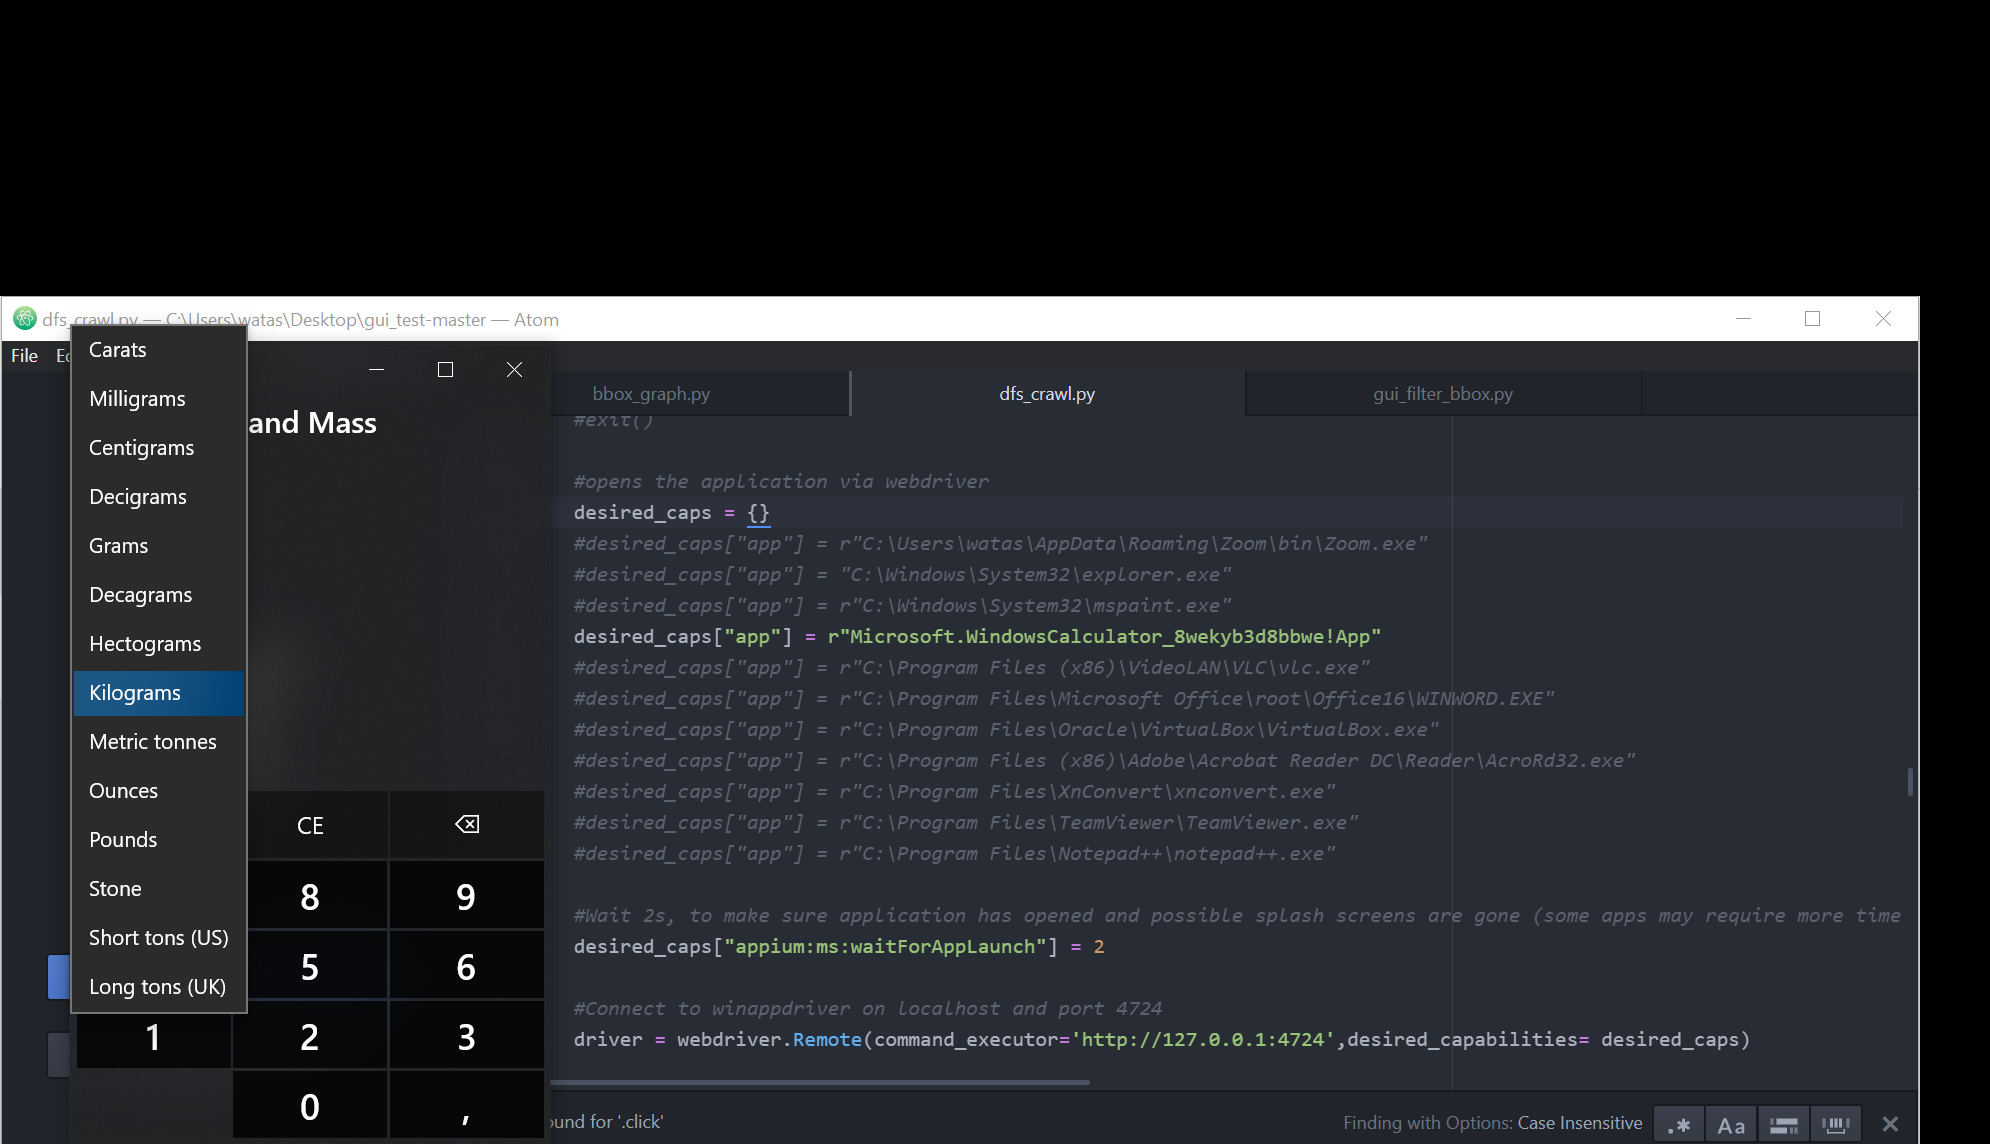 dfs_crawl.py — C:\Users\watas\Desktop\gui_test-master — Atom
File
Carats
Milligrams
Centigrams
Decigrams
Grams
Decagrams
Hectograms
Kilograms
Metric tonnes
Ounces
Pounds
Stone
Short tons (US)
Long tons (UK)
and Mass
CE
8
9
5
6
1
2
3
0
,
bbox_graph.py
dfs_crawl.py
gui_filter_bbox.py
#exit()
#opens the application via webdriver
desired_caps = {}
#desired_caps["app"] = r"C:\Users\watas\AppData\Roaming\Zoom\bin\Zoom.exe"
#desired_caps["app"] = "C:\Windows\System32\explorer.exe"
#desired_caps["app"] = r"C:\Windows\System32\mspaint.exe"
desired_caps["app"] = r"Microsoft.WindowsCalculator_8wekyb3d8bbwe!App"
#desired_caps["app"] = r"C:\Program Files (x86)\VideoLAN\VLC\vlc.exe"
#desired_caps["app"] = r"C:\Program Files\Microsoft Office\root\Office16\WINWORD.EXE"
#desired_caps["app"] = r"C:\Program Files\Oracle\VirtualBox\VirtualBox.exe"
#desired_caps["app"] = r"C:\Program Files (x86)\Adobe\Acrobat Reader DC\Reader\AcroRd32.exe"
#desired_caps["app"] = r"C:\Program Files\XnConvert\xnconvert.exe"
#desired_caps["app"] = r"C:\Program Files\TeamViewer\TeamViewer.exe"
#desired_caps["app"] = r"C:\Program Files\Notepad++\notepad++.exe"
#Wait 2s, to make sure application has opened and possible splash screens are gone (some apps may require more time
desired_caps["appium:ms:waitForAppLaunch"] = 2
#Connect to winappdriver on localhost and port 4724
driver = webdriver.Remote(command_executor='http://127.0.0.1:4724',desired_capabilities= desired_caps)
for '.click'
Finding with Options: Case Insensitive
.*
Aa